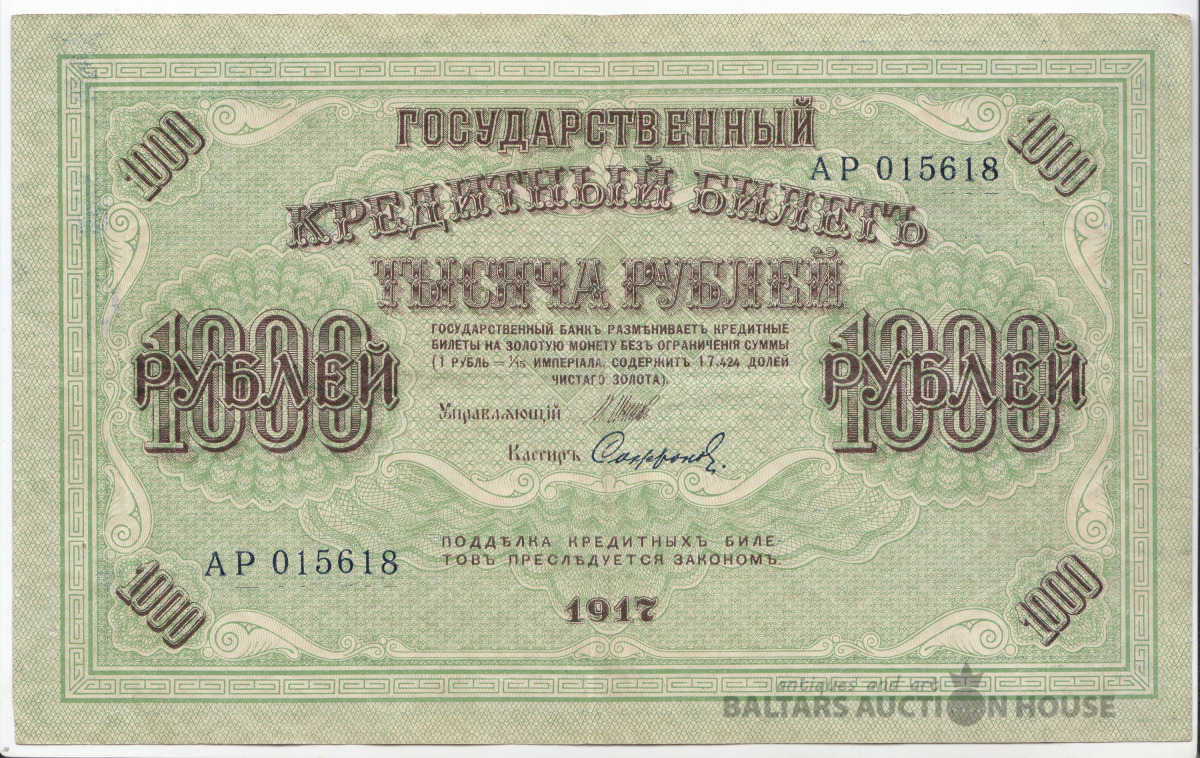 1000
1000
ГОСУДАРСТВЕННЫЙ
АР 015618
КРЕДИТНЫЙ БИЛЕТЪ
ТЫСЯЧА РУБЛЕЙ
1000
РУБЛЕЙ
1000
РУБЛЕЙ
ГОСУДАРСТВЕННЫЙ БАНКЪ РАЗМѢНИВАЕТЪ КРЕДИТНЫЕ
БИЛЕТЫ НА ЗОЛОТУЮ МОНЕТУ БЕЗЪ ОГРАНИЧЕНІЯ СУММЫ
(1 РУБЛЬ = 1/15 ИМПЕРІАЛА, СОДЕРЖИТЪ 17.424 ДОЛЕЙ
ЧИСТАГО ЗОЛОТА).
Управляющій
Кассиръ Сафронов
ПОДДѢЛКА КРЕДИТНЫХЪ БИЛЕ
ТОВЪ ПРЕСЛѢДУЕТСЯ ЗАКОНОМЪ.
АР 015618
1000
1917
1000
antiques and art
BALTARS AUCTION HOUSE